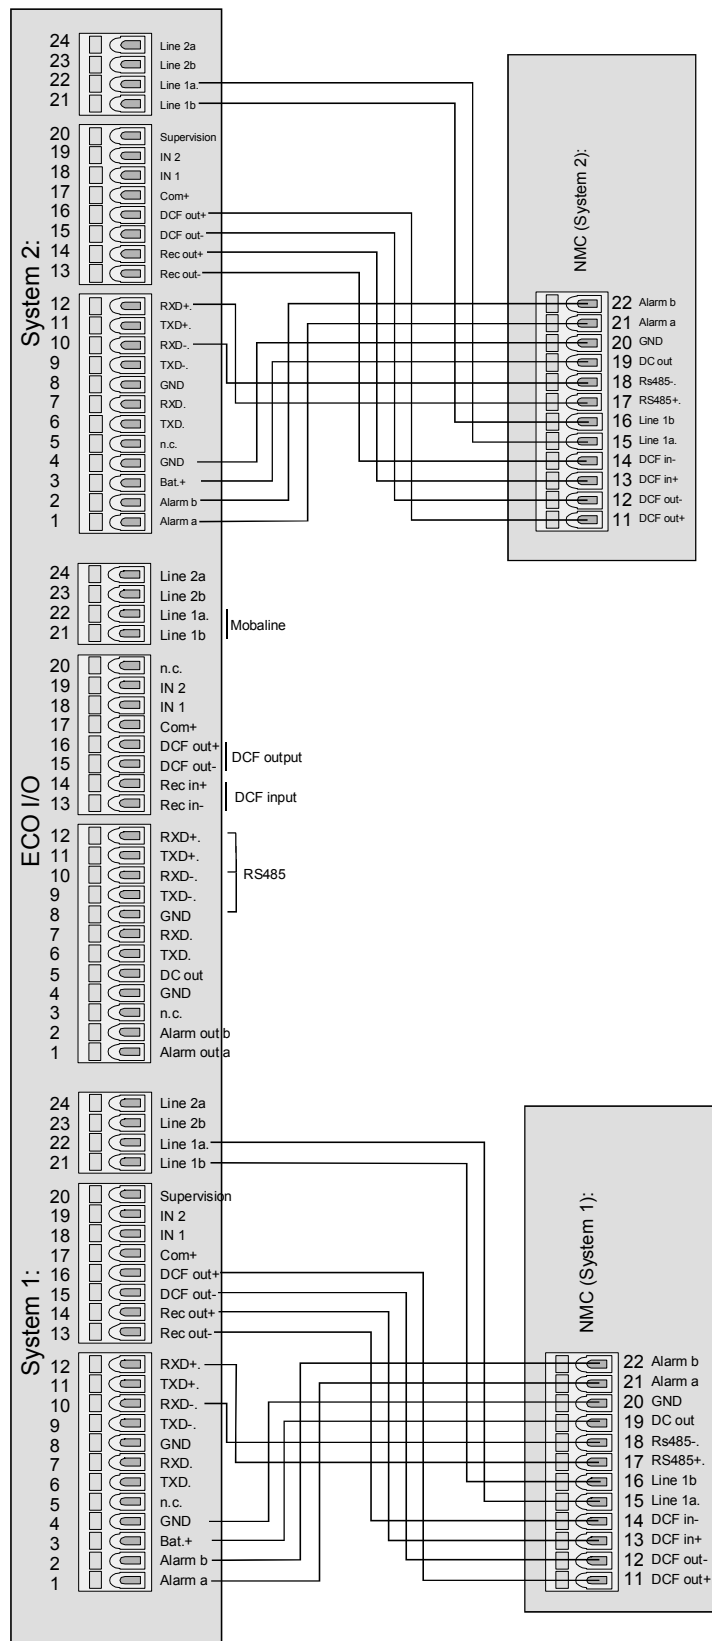 System 2:
24 Line 2a
23 Line 2b
22 Line 1a.
21 Line 1b
20 Supervision
19 IN 2
18 IN 1
17 Com+
16 DCF out+
15 DCF out-
14 Rec out+
13 Rec out-
12 RXD+.
11 TXD+.
10 RXD-.
9 TXD-.
8 GND
7 RXD.
6 TXD.
5 n.c.
4 GND
3 Bat.+
2 Alarm b
1 Alarm a
NMC (System 2):
22 Alarm b
21 Alarm a
20 GND
19 DC out
18 Rs485-.
17 RS485+.
16 Line 1b
15 Line 1a.
14 DCF in-
13 DCF in+
12 DCF out-
11 DCF out+
ECO I/O
24 Line 2a
23 Line 2b
22 Line 1a.
21 Line 1b
Mobaline
20 n.c.
19 IN 2
18 IN 1
17 Com+
16 DCF out+
15 DCF out-
DCF output
14 Rec in+
13 Rec in-
DCF input
12 RXD+.
11 TXD+.
10 RXD-.
9 TXD-.
8 GND
RS485
7 RXD.
6 TXD.
5 DC out
4 GND
3 n.c.
2 Alarm out b
1 Alarm out a
System 1:
24 Line 2a
23 Line 2b
22 Line 1a.
21 Line 1b
20 Supervision
19 IN 2
18 IN 1
17 Com+
16 DCF out+
15 DCF out-
14 Rec out+
13 Rec out-
12 RXD+.
11 TXD+.
10 RXD-.
9 TXD-.
8 GND
7 RXD.
6 TXD.
5 n.c.
4 GND
3 Bat.+
2 Alarm b
1 Alarm a
NMC (System 1):
22 Alarm b
21 Alarm a
20 GND
19 DC out
18 Rs485-.
17 RS485+.
16 Line 1b
15 Line 1a.
14 DCF in-
13 DCF in+
12 DCF out-
11 DCF out+